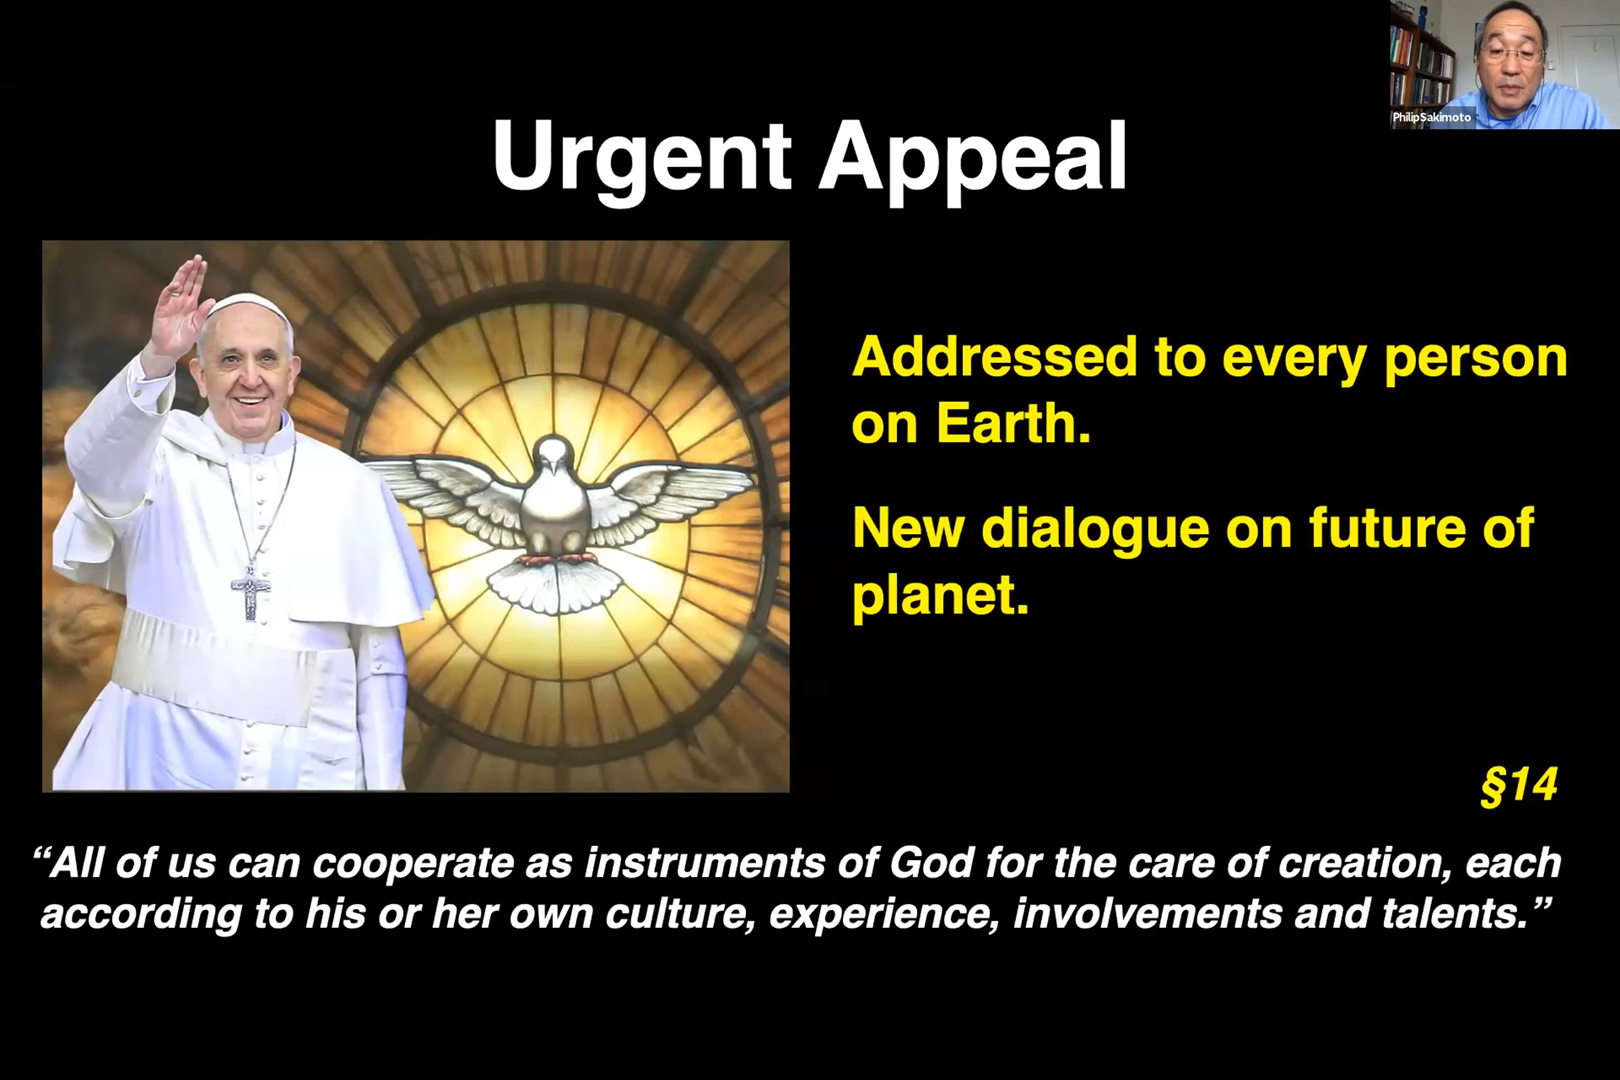 PhilipSakimoto
Urgent Appeal
Addressed to every person
on Earth.
New dialogue on future of
planet.
§14
“All of us can cooperate as instruments of God for the care of creation, each
according to his or her own culture, experience, involvements and talents.”